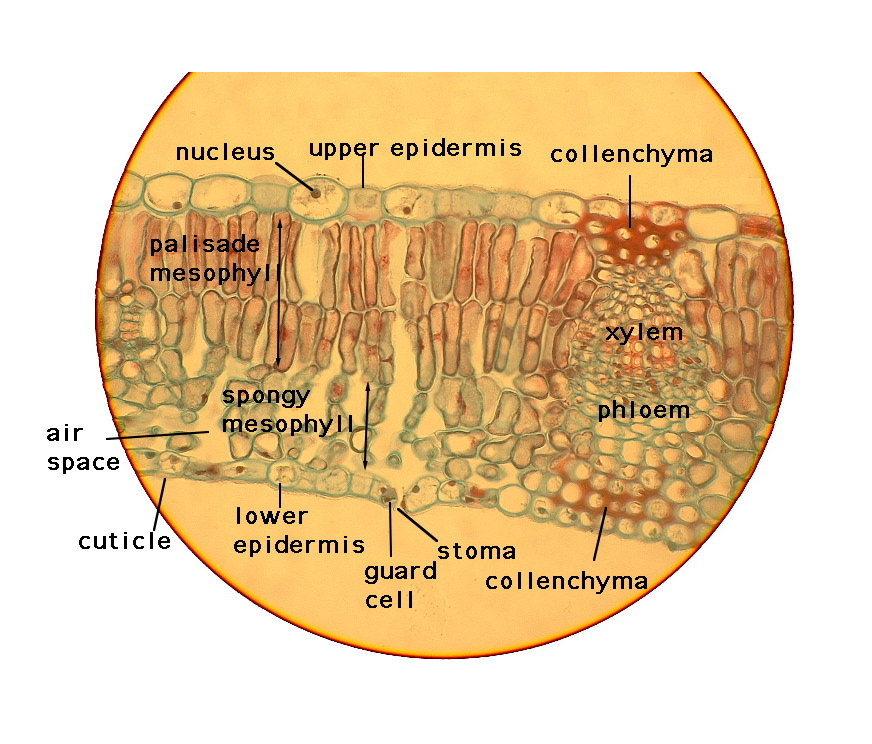 nucleus
upper epidermis
collenchyma
palisade
mesophyll
xylem
spongy
mesophyll
phloem
air
space
cuticle
lower
epidermis
stoma
guard
cell
collenchyma